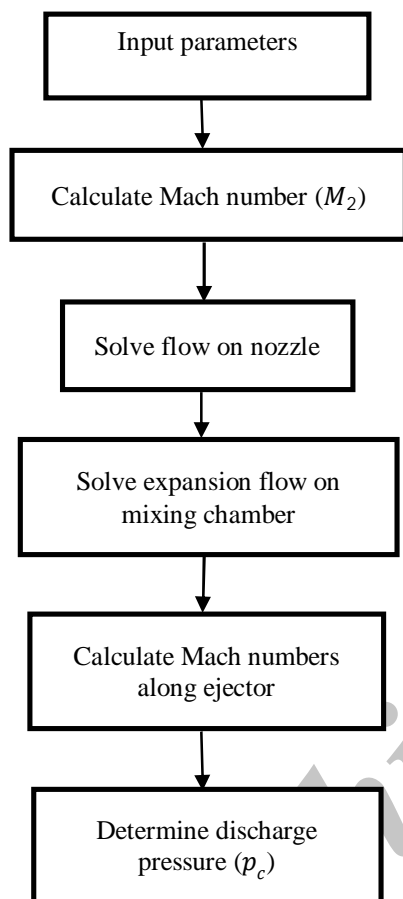 Input parameters
Calculate Mach number (M₂)
Solve flow on nozzle
Solve expansion flow on
mixing chamber
Calculate Mach numbers
along ejector
Determine discharge
pressure (p_c)